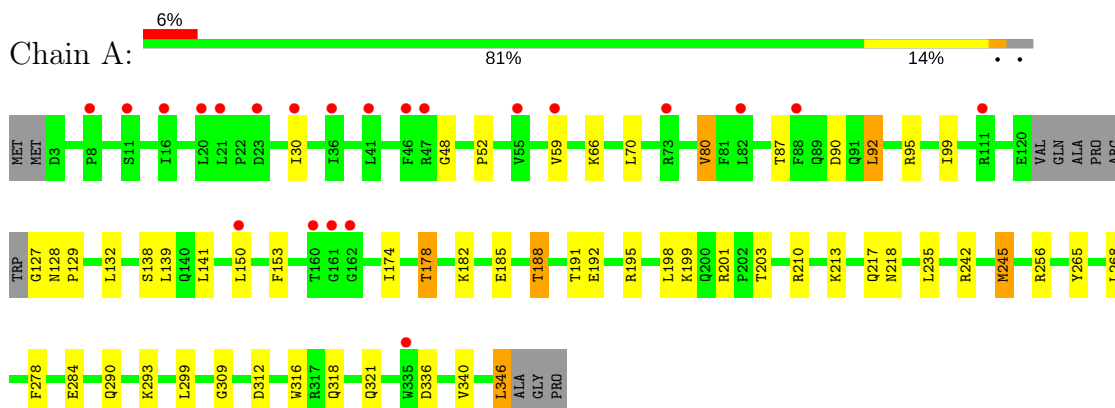 6%
Chain A:
81% 14% • •
MET MET D3 P8 S11 I16 L20 L21 P22 D23 I30 I36 L41 F46 R47 G48 P52 V55 V59 K66 L70 R73 V80 F81 L82 T87 F88 Q89 D90 Q91 L92 R95 I99 R111 E120 VAL GLN ALA PRO ARG
TRP G127 N128 P129 L132 S138 L139 Q140 L141 L150 F153 T160 G161 G162 I174 T178 K182 E185 T188 T191 E192 R195 L198 K199 Q200 R201 P202 T203 R210 K213 Q217 N218 L235 R242 M245 R256 Y265 L268
F278 E284 Q290 K293 L299 G309 D312 W316 R317 Q318 Q321 W335 D336 V340 L346 ALA GLY PRO